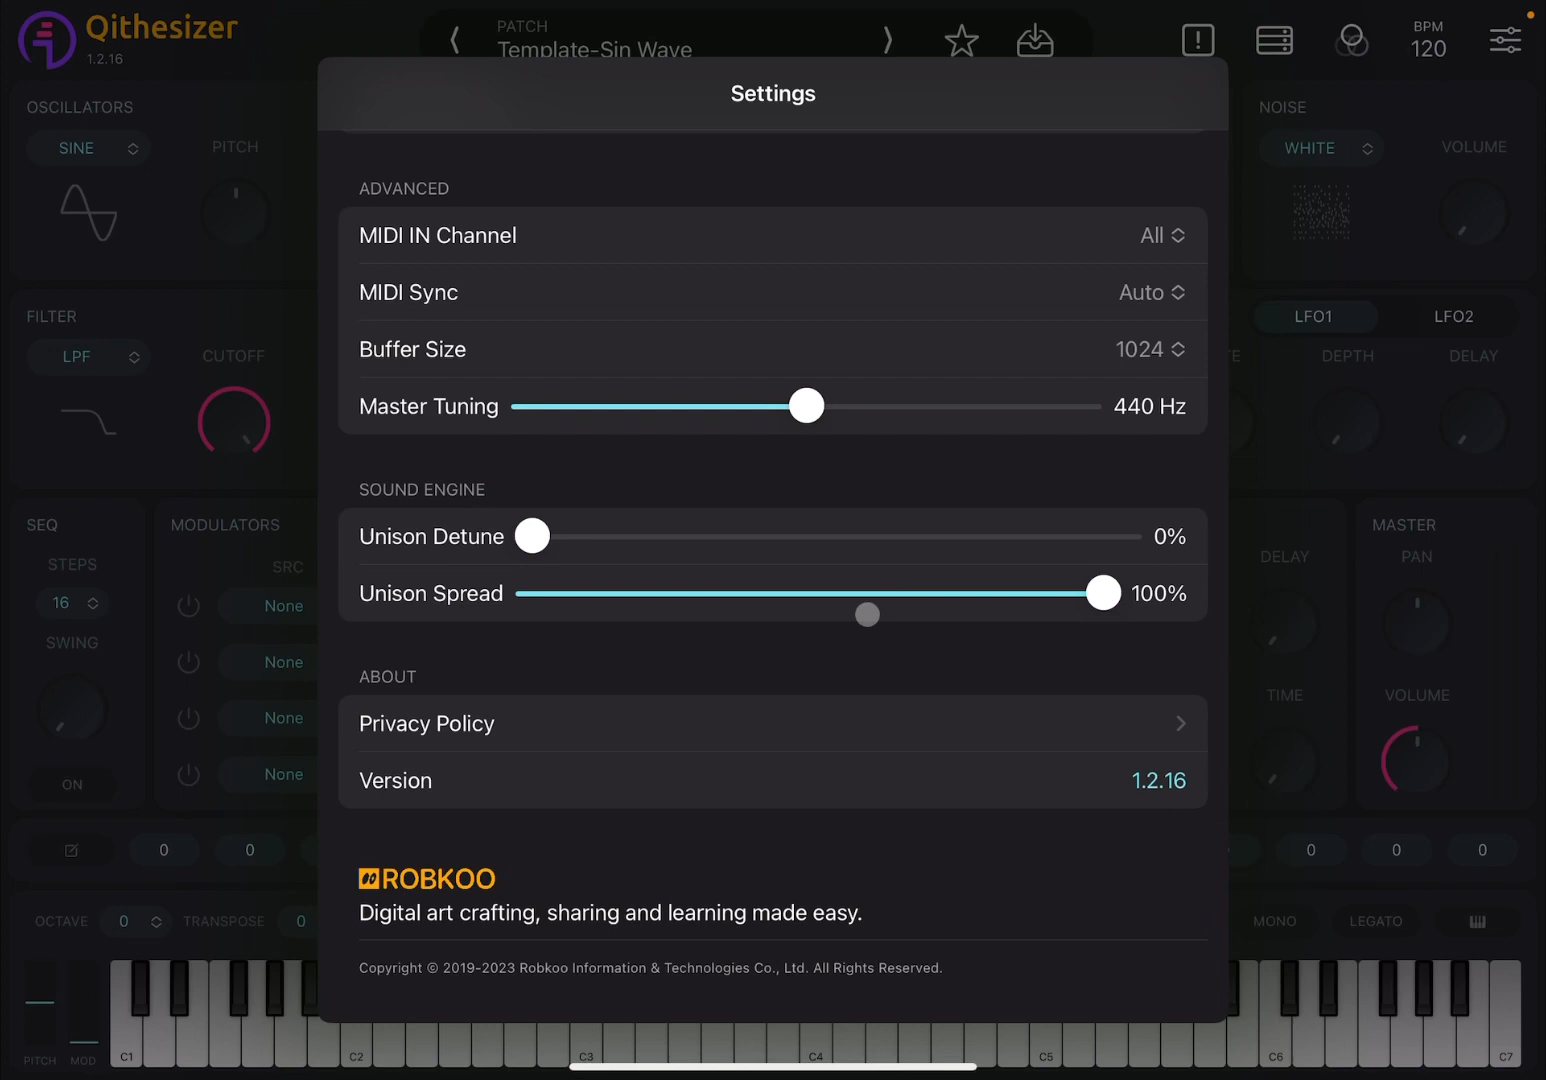 Qithesizer
1.2.16
PATCH
Template-Sin Wave
BPM
120
Settings
OSCILLATORS
SINE
PITCH
NOISE
WHITE
VOLUME
ADVANCED
MIDI IN Channel
All
MIDI Sync
Auto
Buffer Size
1024
Master Tuning
440 Hz
FILTER
LPF
CUTOFF
LFO1
LFO2
DEPTH
DELAY
SOUND ENGINE
Unison Detune
0%
Unison Spread
100%
SEQ
STEPS
16
SWING
ON
MODULATORS
SRC
None
None
None
None
DELAY
TIME
MASTER
PAN
VOLUME
ABOUT
Privacy Policy
Version
1.2.16
0
0
0
0
0
ROBKOO
Digital art crafting, sharing and learning made easy.
Copyright © 2019-2023 Robkoo Information & Technologies Co., Ltd. All Rights Reserved.
OCTAVE
0
TRANSPOSE
0
MONO
LEGATO
PITCH
MOD
C1
C2
C3
C4
C5
C6
C7